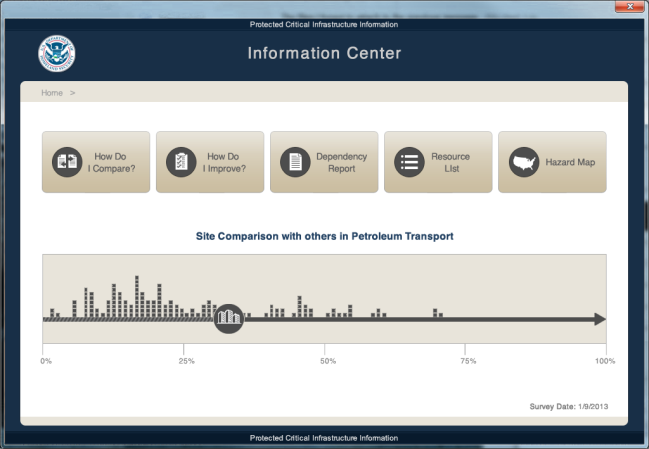 Protected Critical Infrastructure Information
Information Center
Home >
How Do
I Compare?
How Do
I Improve?
Dependency
Report
Resource
LIst
Hazard Map
Site Comparison with others in Petroleum Transport
0%
25%
50%
75%
100%
Survey Date: 1/9/2013
Protected Critical Infrastructure Information